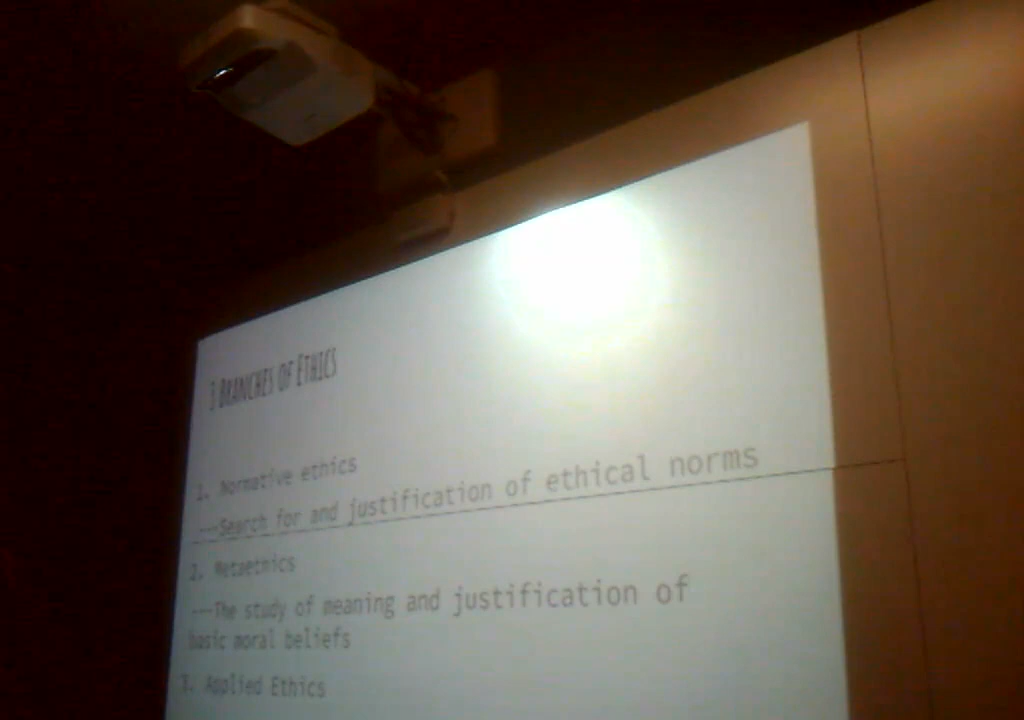 3 BRANCHES OF ETHICS
1. Normative ethics
---Search for and justification of ethical norms
2. Metaethics
---The study of meaning and justification of
basic moral beliefs
3. Applied Ethics